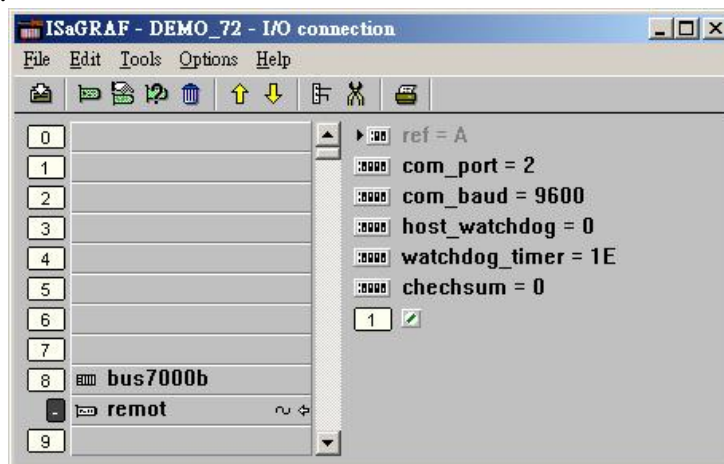 ISaGRAF - DEMO_72 - I/O connection
File Edit Tools Options Help
0
1
2
3
4
5
6
7
8 bus7000b
- remot
9
ref = A
com_port = 2
com_baud = 9600
host_watchdog = 0
watchdog_timer = 1E
chechsum = 0
1